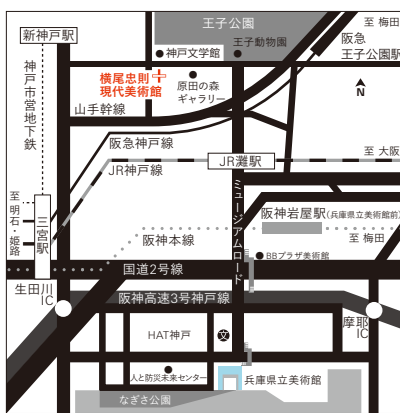 王子公園
至 梅田
新神戸駅
阪急
王子公園駅
神戸文学館
王子動物園
横尾忠則
現代美術館
原田の森
ギャラリー
N
神戸市営地下鉄
山手幹線
阪急神戸線
JR灘駅
至 大阪
JR神戸線
ミュージアムロード
至 明石・姫路
三宮駅
阪神岩屋駅(兵庫県立美術館前)
阪神本線
至 梅田
BBプラザ美術館
国道2号線
生田川
IC
阪神高速3号神戸線
摩耶
IC
HAT神戸
文
人と防災未来センター
兵庫県立美術館
なぎさ公園